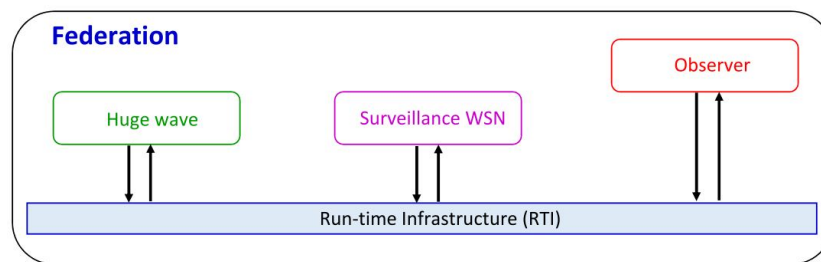 Federation
Observer
Huge wave
Surveillance WSN
Run-time Infrastructure (RTI)